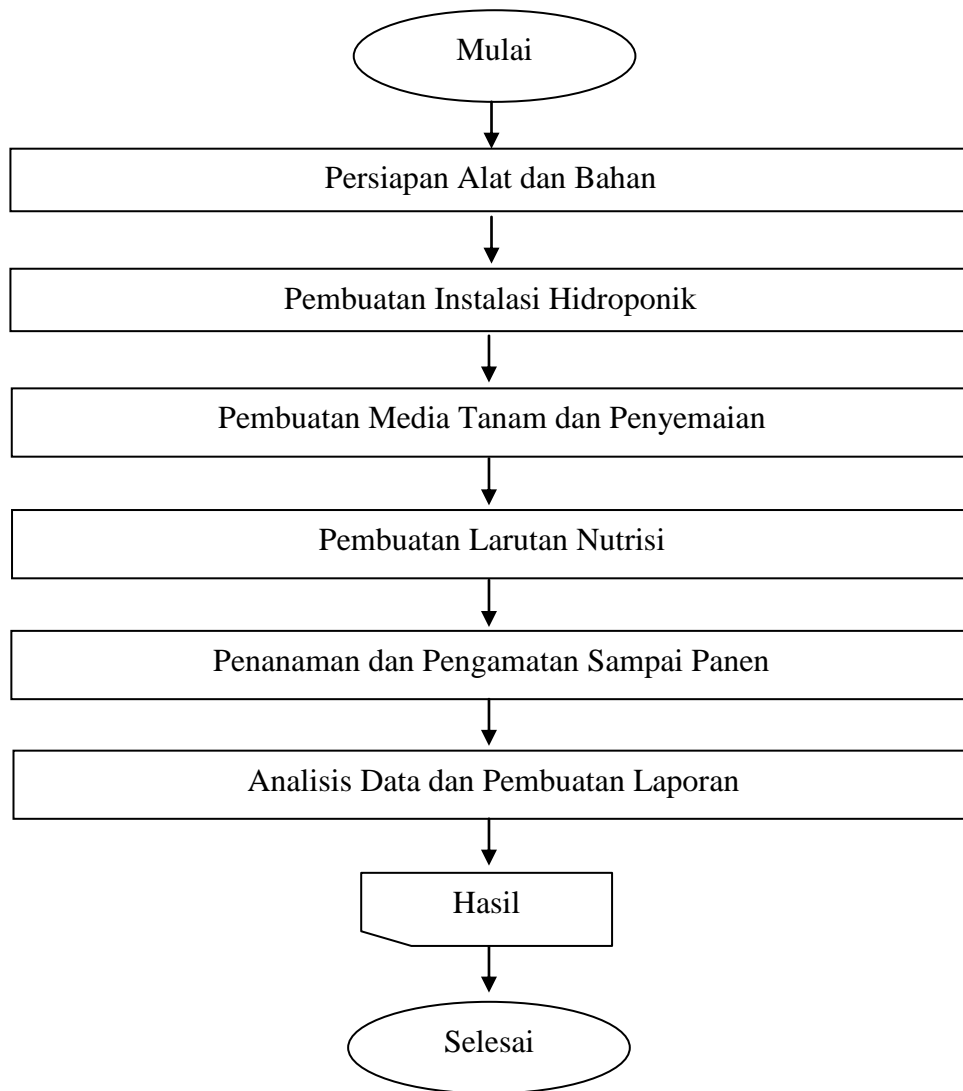 Mulai
Persiapan Alat dan Bahan
Pembuatan Instalasi Hidroponik
Pembuatan Media Tanam dan Penyemaian
Pembuatan Larutan Nutrisi
Penanaman dan Pengamatan Sampai Panen
Analisis Data dan Pembuatan Laporan
Hasil
Selesai